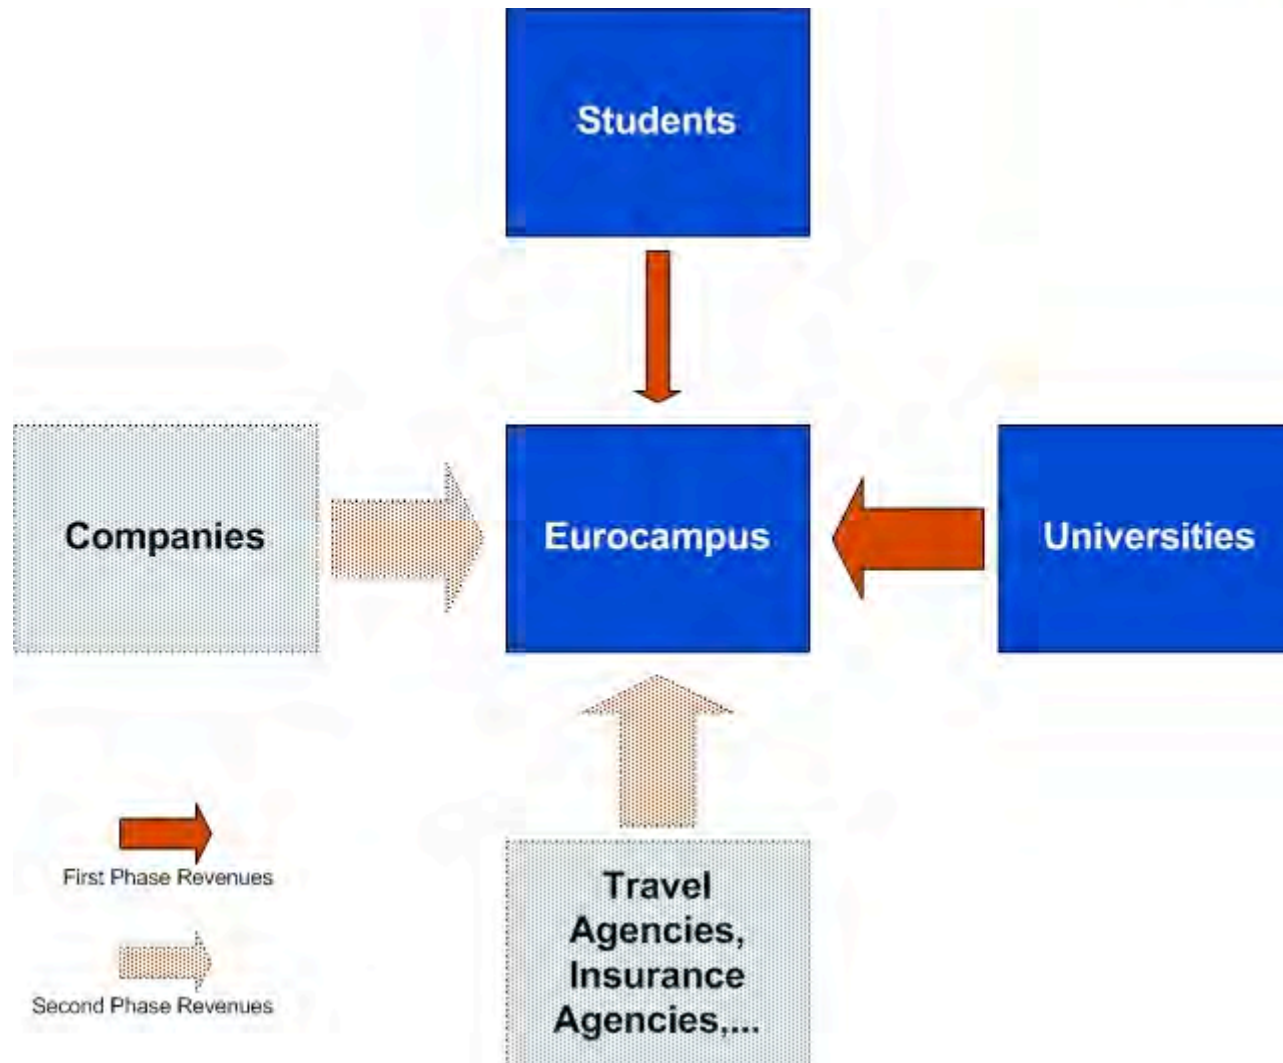 Students
Companies
Eurocampus
Universities
First Phase Revenues
Second Phase Revenues
Travel
Agencies,
Insurance
Agencies,...